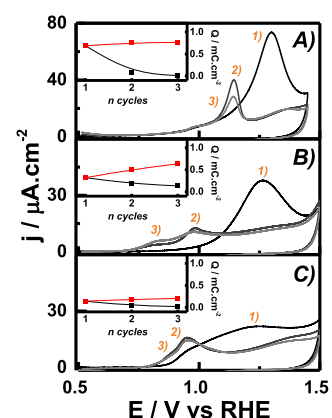 j / μA.cm⁻²
80
40
0
A)
1)
2)
3)
1.0
0.5
0.0
Q / mC.cm⁻²
1 2 3
n cycles
30
0
B)
1)
2)
3)
1.0
0.5
0.0
Q / mC.cm⁻²
1 2 3
n cycles
30
0
C)
1)
2)
3)
1.0
0.5
0.0
Q / mC.cm⁻²
1 2 3
n cycles
0.5 1.0 1.5
E / V vs RHE